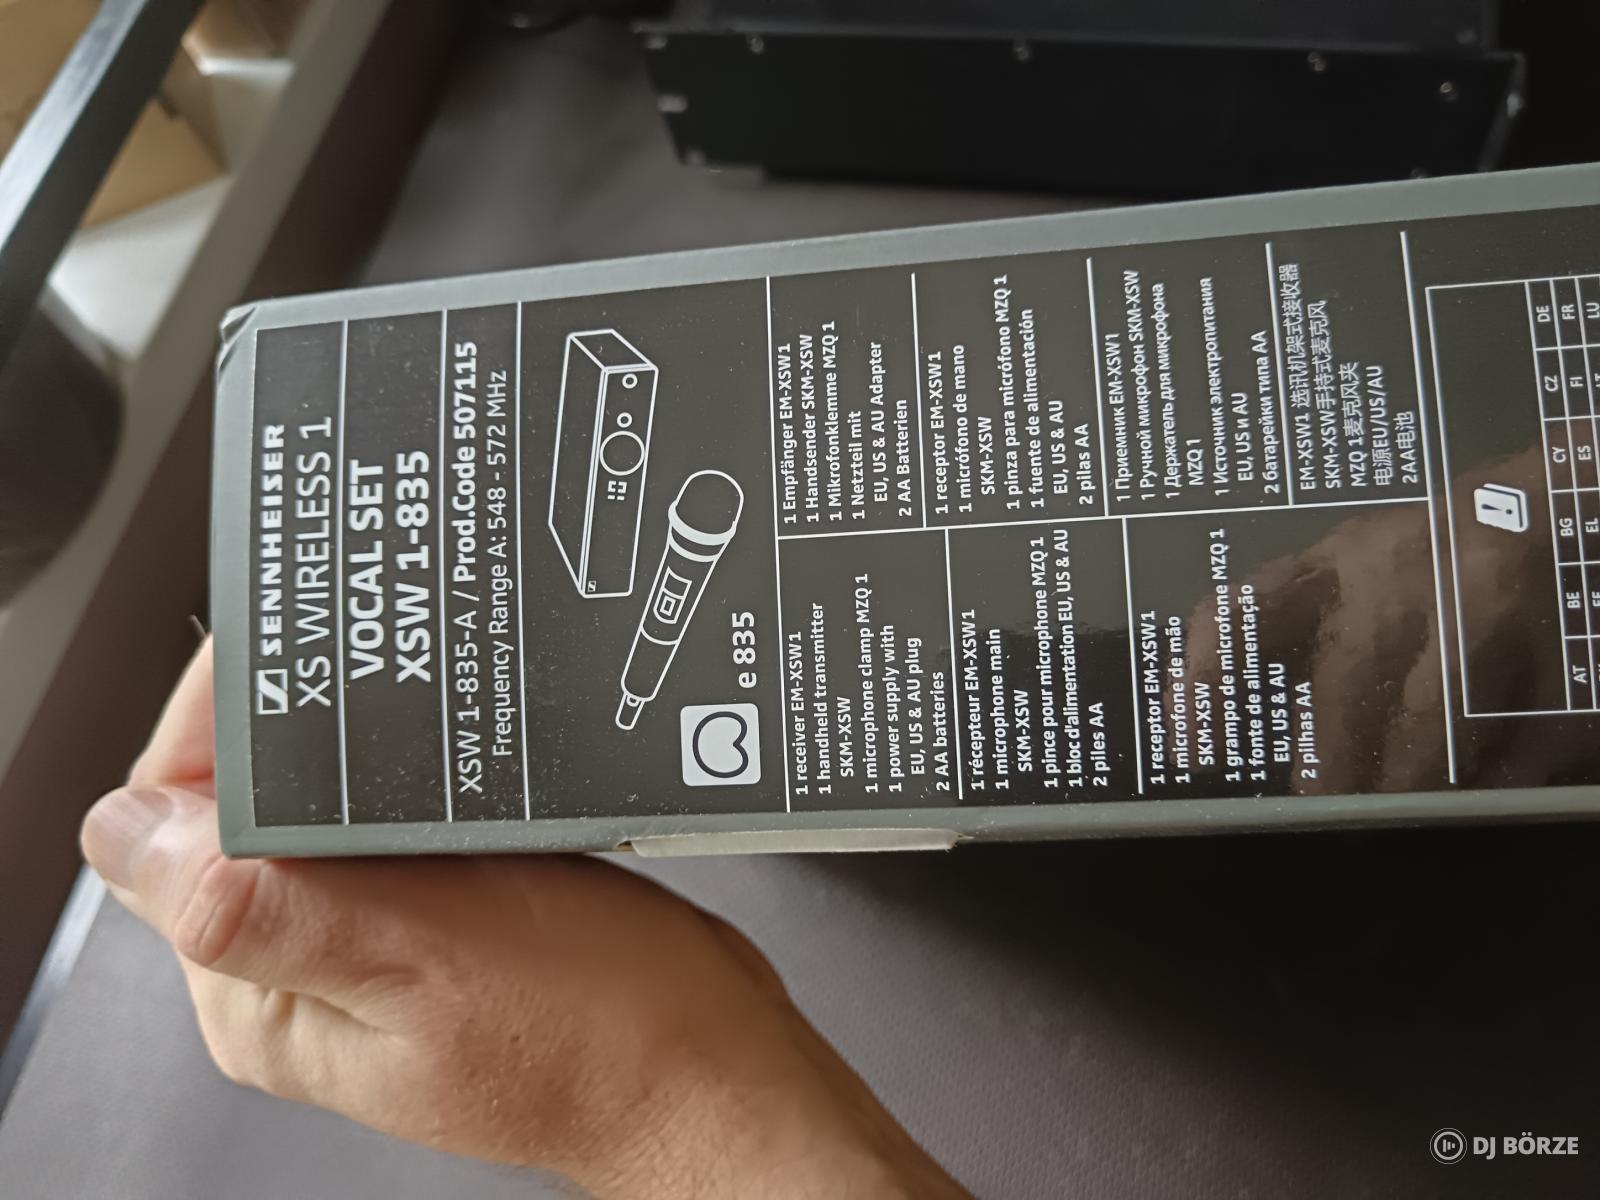 SENNHEISER
XS WIRELESS 1
VOCAL SET
XSW 1-835
XSW 1-835-A / Prod.Code 507115
Frequency Range A: 548 - 572 MHz
e 835
1 receiver EM-XSW1
1 handheld transmitter
SKM-XSW
1 microphone clamp MZQ 1
1 power supply with
EU, US & AU plug
2 AA batteries
1 Empfänger EM-XSW1
1 Handsender SKM-XSW
1 Mikrofonklemme MZQ 1
1 Netzteil mit
EU, US & AU Adapter
2 AA Batterien
1 récepteur EM-XSW1
1 microphone main
SKM-XSW
1 pince pour microphone MZQ 1
1 bloc d'alimentation EU, US & AU
2 piles AA
1 receptor EM-XSW1
1 micrófono de mano
SKM-XSW
1 pinza para micrófono MZQ 1
1 fuente de alimentación
EU, US & AU
2 pilas AA
1 receptor EM-XSW1
1 microfone de mão
SKM-XSW
1 grampo de microfone MZQ 1
1 fonte de alimentação
EU, US & AU
2 pilhas AA
1 Приемник EM-XSW1
1 Ручной микрофон SKM-XSW
1 Держатель для микрофона
MZQ 1
1 Источник электропитания
EU, US и AU
2 батарейки типа AA
EM-XSW1 选讯机架式接收器
SKM-XSW手持式麦克风
MZQ 1麦克风夹
电源EU/US/AU
2AA电池
AT BE BG CY CZ DE
EE EL ES FI FR
LT LU
DJ BÖRZE